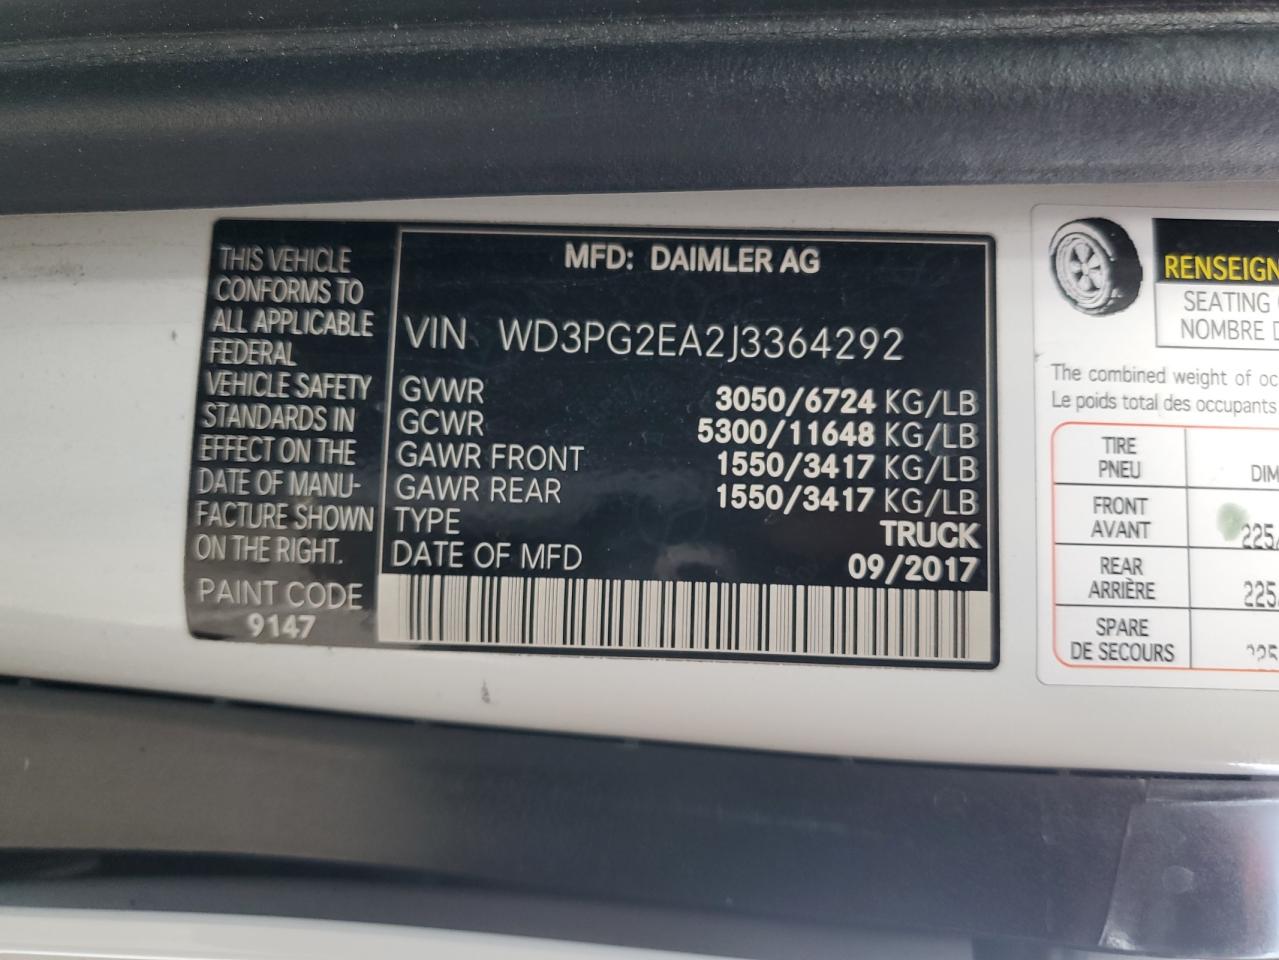 THIS VEHICLE
CONFORMS TO
ALL APPLICABLE
FEDERAL
VEHICLE SAFETY
STANDARDS IN
EFFECT ON THE
DATE OF MANU-
FACTURE SHOWN
ON THE RIGHT.
PAINT CODE
9147
MFD: DAIMLER AG
VIN WD3PG2EA2J3364292
GVWR 3050/6724 KG/LB
GCWR 5300/11648 KG/LB
GAWR FRONT 1550/3417 KG/LB
GAWR REAR 1550/3417 KG/LB
TYPE TRUCK
DATE OF MFD 09/2017
RENSEIGN
SEATING
NOMBRE D
The combined weight of oc
Le poids total des occupants
TIRE
PNEU DIM
FRONT
AVANT 225/
REAR
ARRIÈRE 225
SPARE
DE SECOURS 225